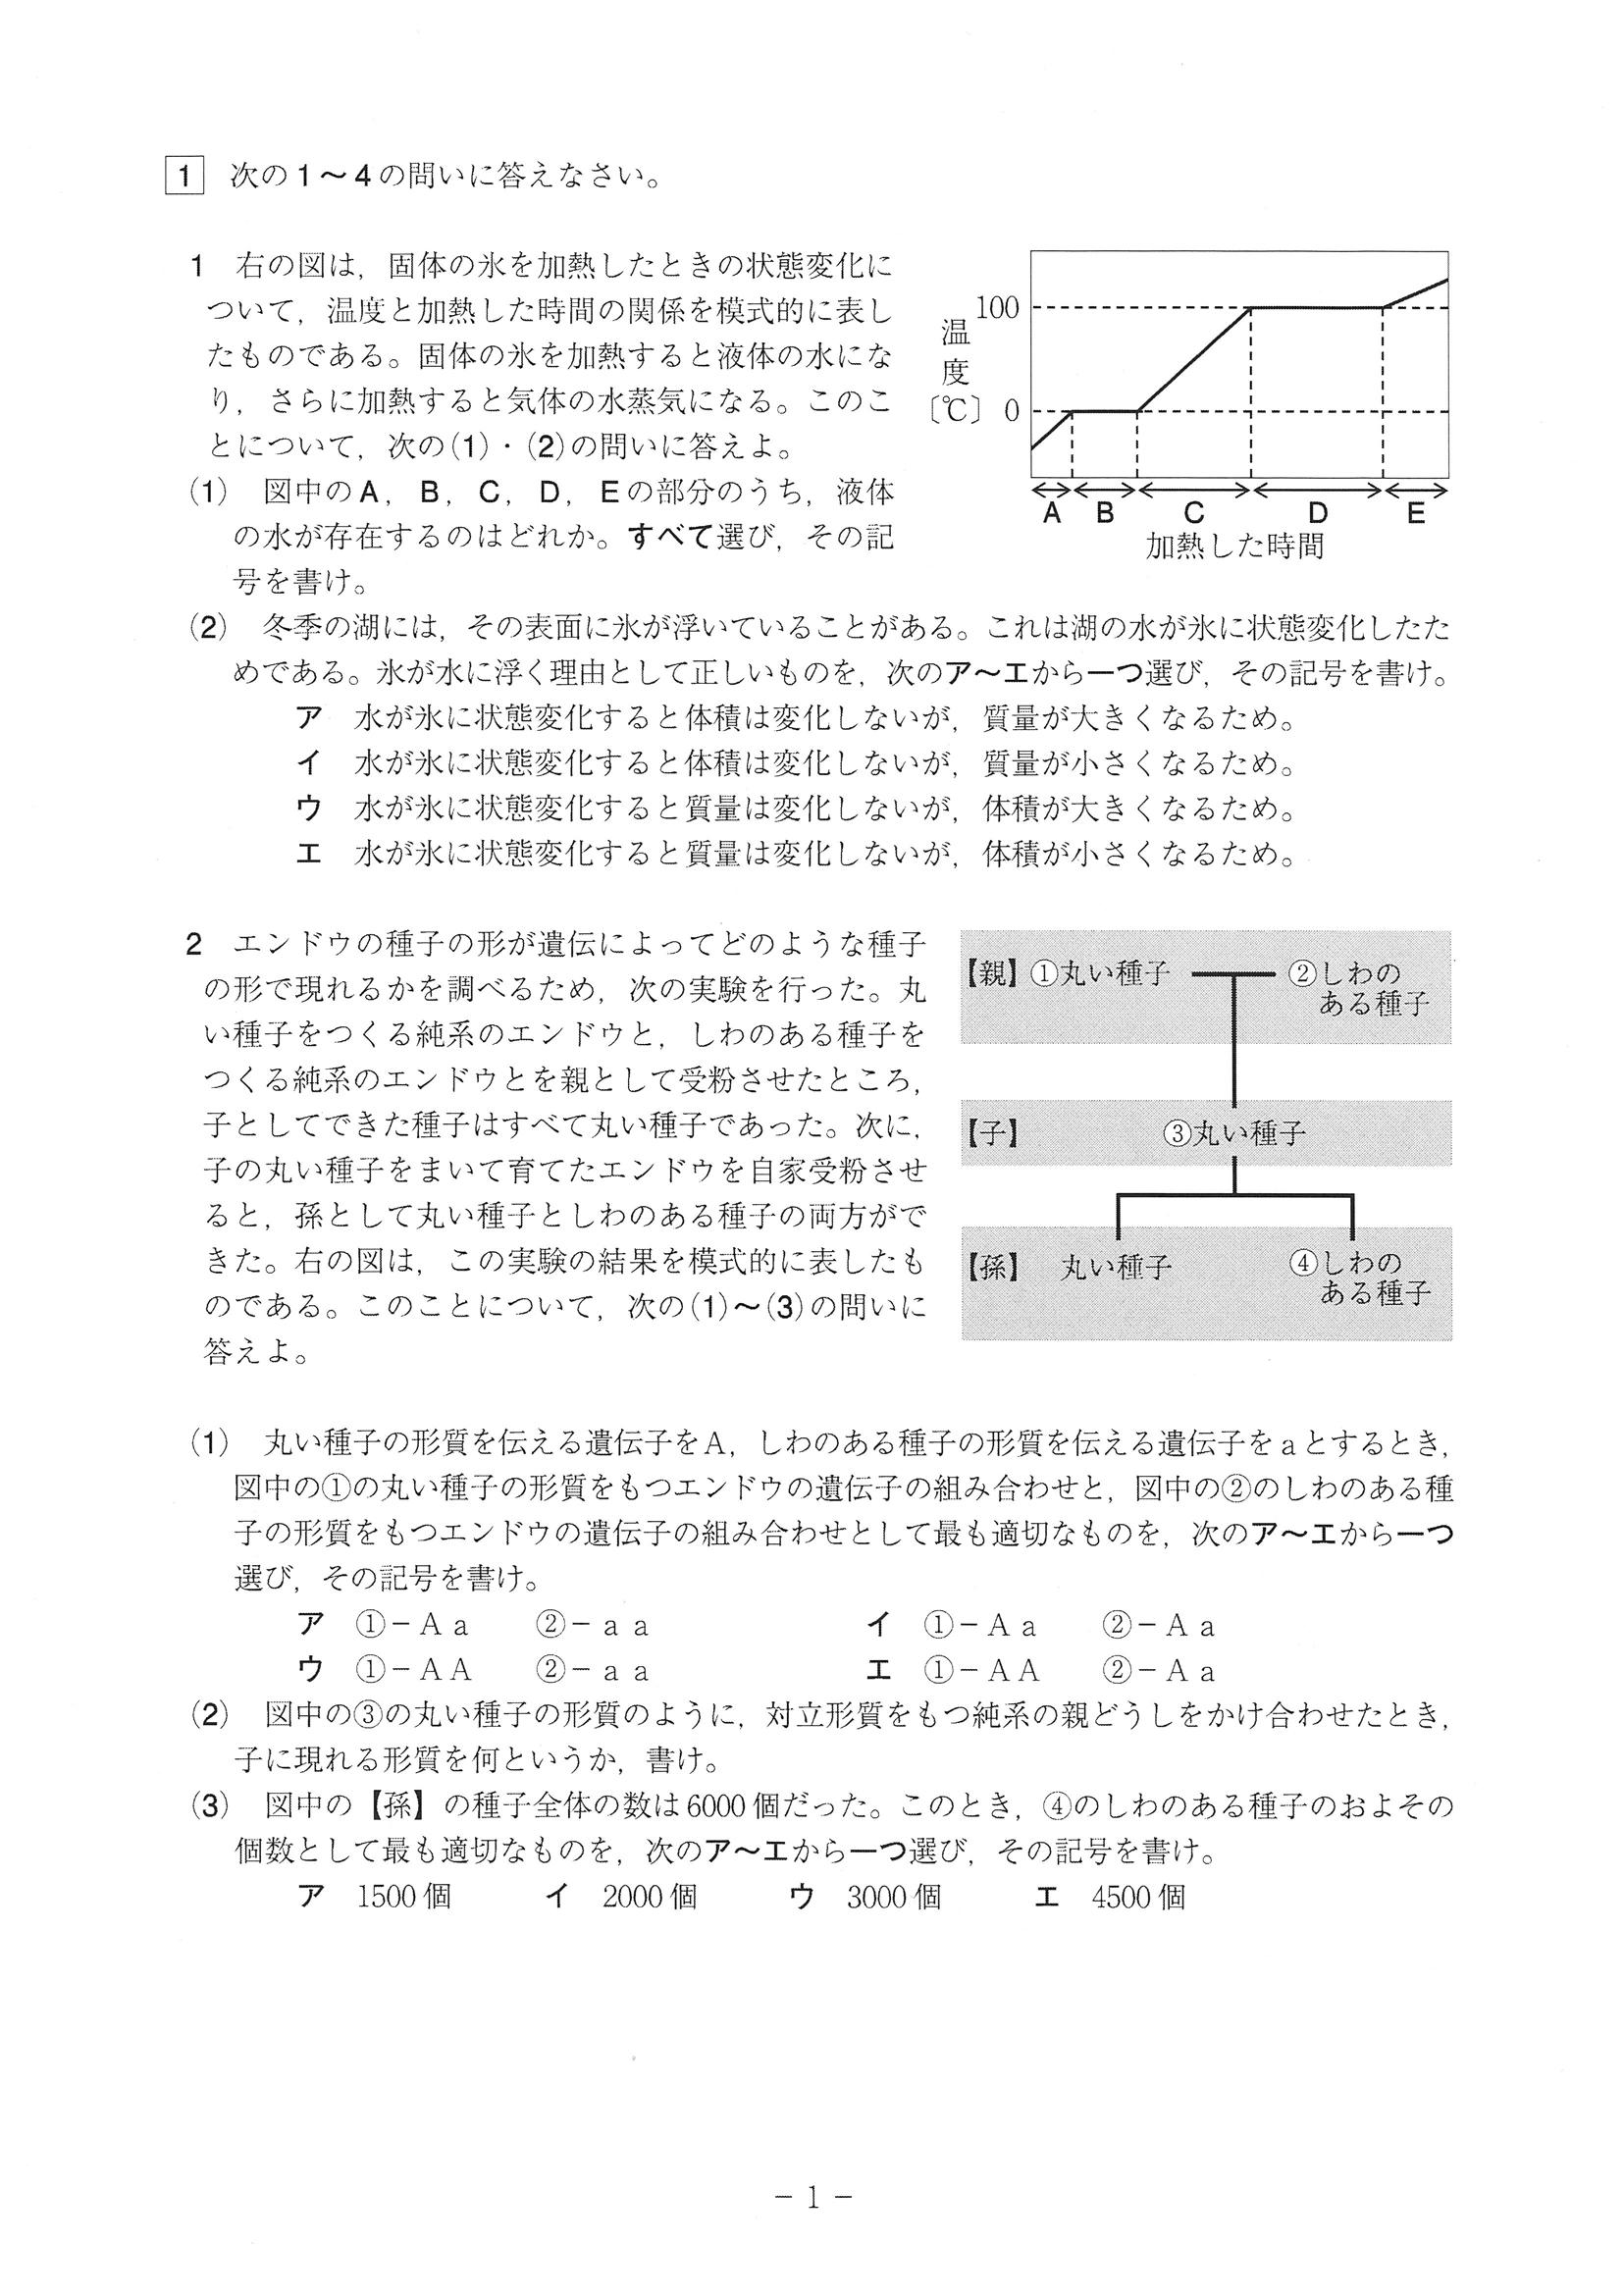 1 次の1～4の問いに答えなさい。
1 右の図は，固体の氷を加熱したときの状態変化に
ついて，温度と加熱した時間の関係を模式的に表し
たものである。固体の氷を加熱すると液体の水にな
り，さらに加熱すると気体の水蒸気になる。このこ
とについて，次の(1)・(2)の問いに答えよ。
(1) 図中のA，B，C，D，Eの部分のうち，液体
の水が存在するのはどれか。すべて選び，その記
号を書け。
温度〔℃〕
100
0
A B C D E
加熱した時間
(2) 冬季の湖には，その表面に氷が浮いていることがある。これは湖の水が氷に状態変化したた
めである。氷が水に浮く理由として正しいものを，次のア～エから一つ選び，その記号を書け。
ア 水が氷に状態変化すると体積は変化しないが，質量が大きくなるため。
イ 水が氷に状態変化すると体積は変化しないが，質量が小さくなるため。
ウ 水が氷に状態変化すると質量は変化しないが，体積が大きくなるため。
エ 水が氷に状態変化すると質量は変化しないが，体積が小さくなるため。
2 エンドウの種子の形が遺伝によってどのような種子
の形で現れるかを調べるため，次の実験を行った。丸
い種子をつくる純系のエンドウと，しわのある種子を
つくる純系のエンドウとを親として受粉させたところ，
子としてできた種子はすべて丸い種子であった。次に，
子の丸い種子をまいて育てたエンドウを自家受粉させ
ると，孫として丸い種子としわのある種子の両方がで
きた。右の図は，この実験の結果を模式的に表したも
のである。このことについて，次の(1)～(3)の問いに
答えよ。
【親】①丸い種子 ②しわの
ある種子
【子】 ③丸い種子
【孫】 丸い種子 ④しわの
ある種子
(1) 丸い種子の形質を伝える遺伝子をA，しわのある種子の形質を伝える遺伝子をaとするとき，
図中の①の丸い種子の形質をもつエンドウの遺伝子の組み合わせと，図中の②のしわのある種
子の形質をもつエンドウの遺伝子の組み合わせとして最も適切なものを，次のア～エから一つ
選び，その記号を書け。
ア ①－Aa ②－aa イ ①－Aa ②－Aa
ウ ①－AA ②－aa エ ①－AA ②－Aa
(2) 図中の③の丸い種子の形質のように，対立形質をもつ純系の親どうしをかけ合わせたとき，
子に現れる形質を何というか，書け。
(3) 図中の【孫】の種子全体の数は6000個だった。このとき，④のしわのある種子のおよその
個数として最も適切なものを，次のア～エから一つ選び，その記号を書け。
ア 1500個 イ 2000個 ウ 3000個 エ 4500個
－1－